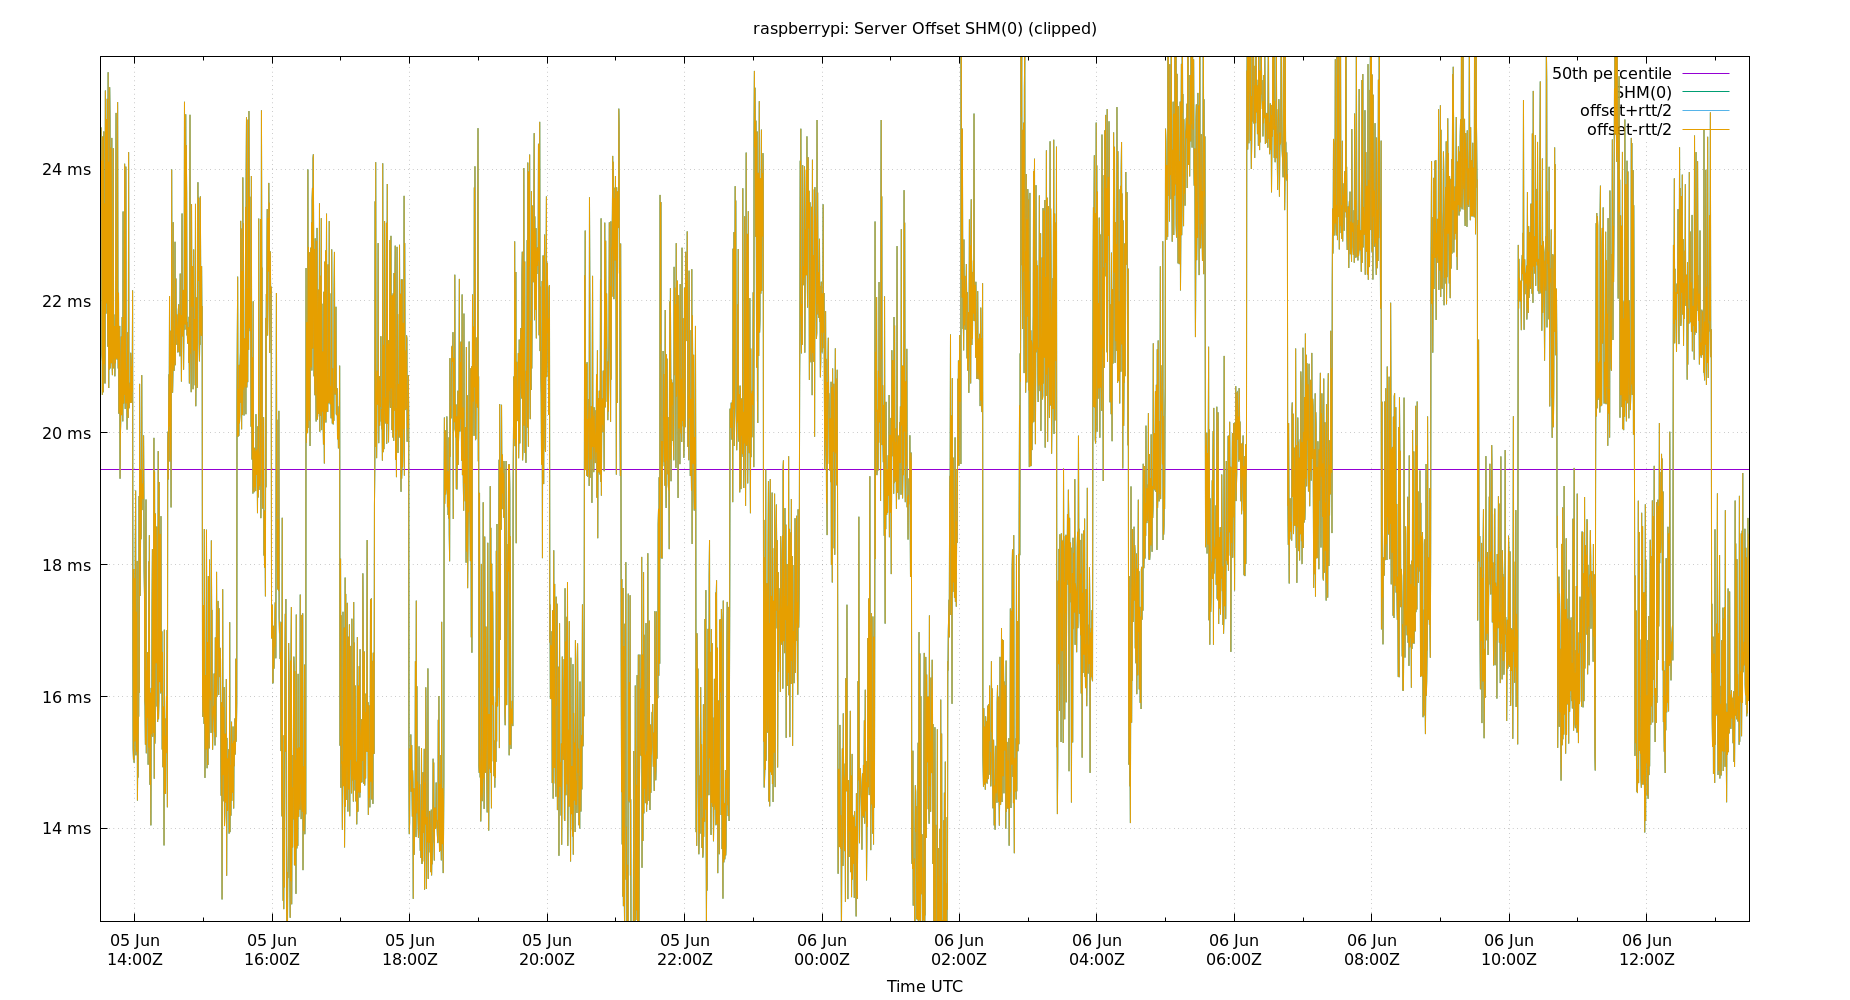 raspberrypi: Server Offset SHM(0) (clipped)
50th percentile
SHM(0)
offset+rtt/2
offset-rtt/2
24 ms
22 ms
20 ms
18 ms
16 ms
14 ms
05 Jun 05 Jun 05 Jun 05 Jun 05 Jun 06 Jun 06 Jun 06 Jun 06 Jun 06 Jun 06 Jun 06 Jun
14:00Z 16:00Z 18:00Z 20:00Z 22:00Z 00:00Z 02:00Z 04:00Z 06:00Z 08:00Z 10:00Z 12:00Z
Time UTC